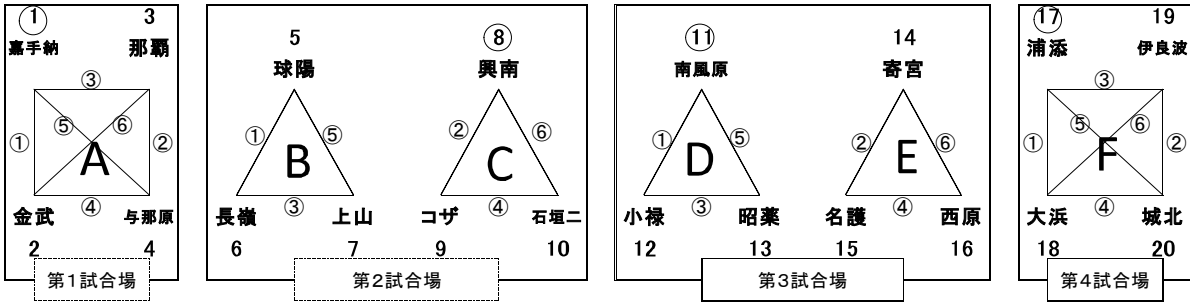 ① 3 5 ⑧ ⑪ 14 ⑰ 19
嘉手納 那覇 球陽 興南 南風原 寄宮 浦添 伊良波
③ ③
⑤ ⑥ ① ⑤ ② ⑥ ① ⑤ ② ⑥ ⑤ ⑥
① A ② B C D E ① F ②
④ ③ ④ ③ ④ ④
金武 与那原 長嶺 上山 コザ 石垣二 小禄 昭薬 名護 西原 大浜 城北
2 4 6 7 9 10 12 13 15 16 18 20
第1試合場 第2試合場 第3試合場 第4試合場